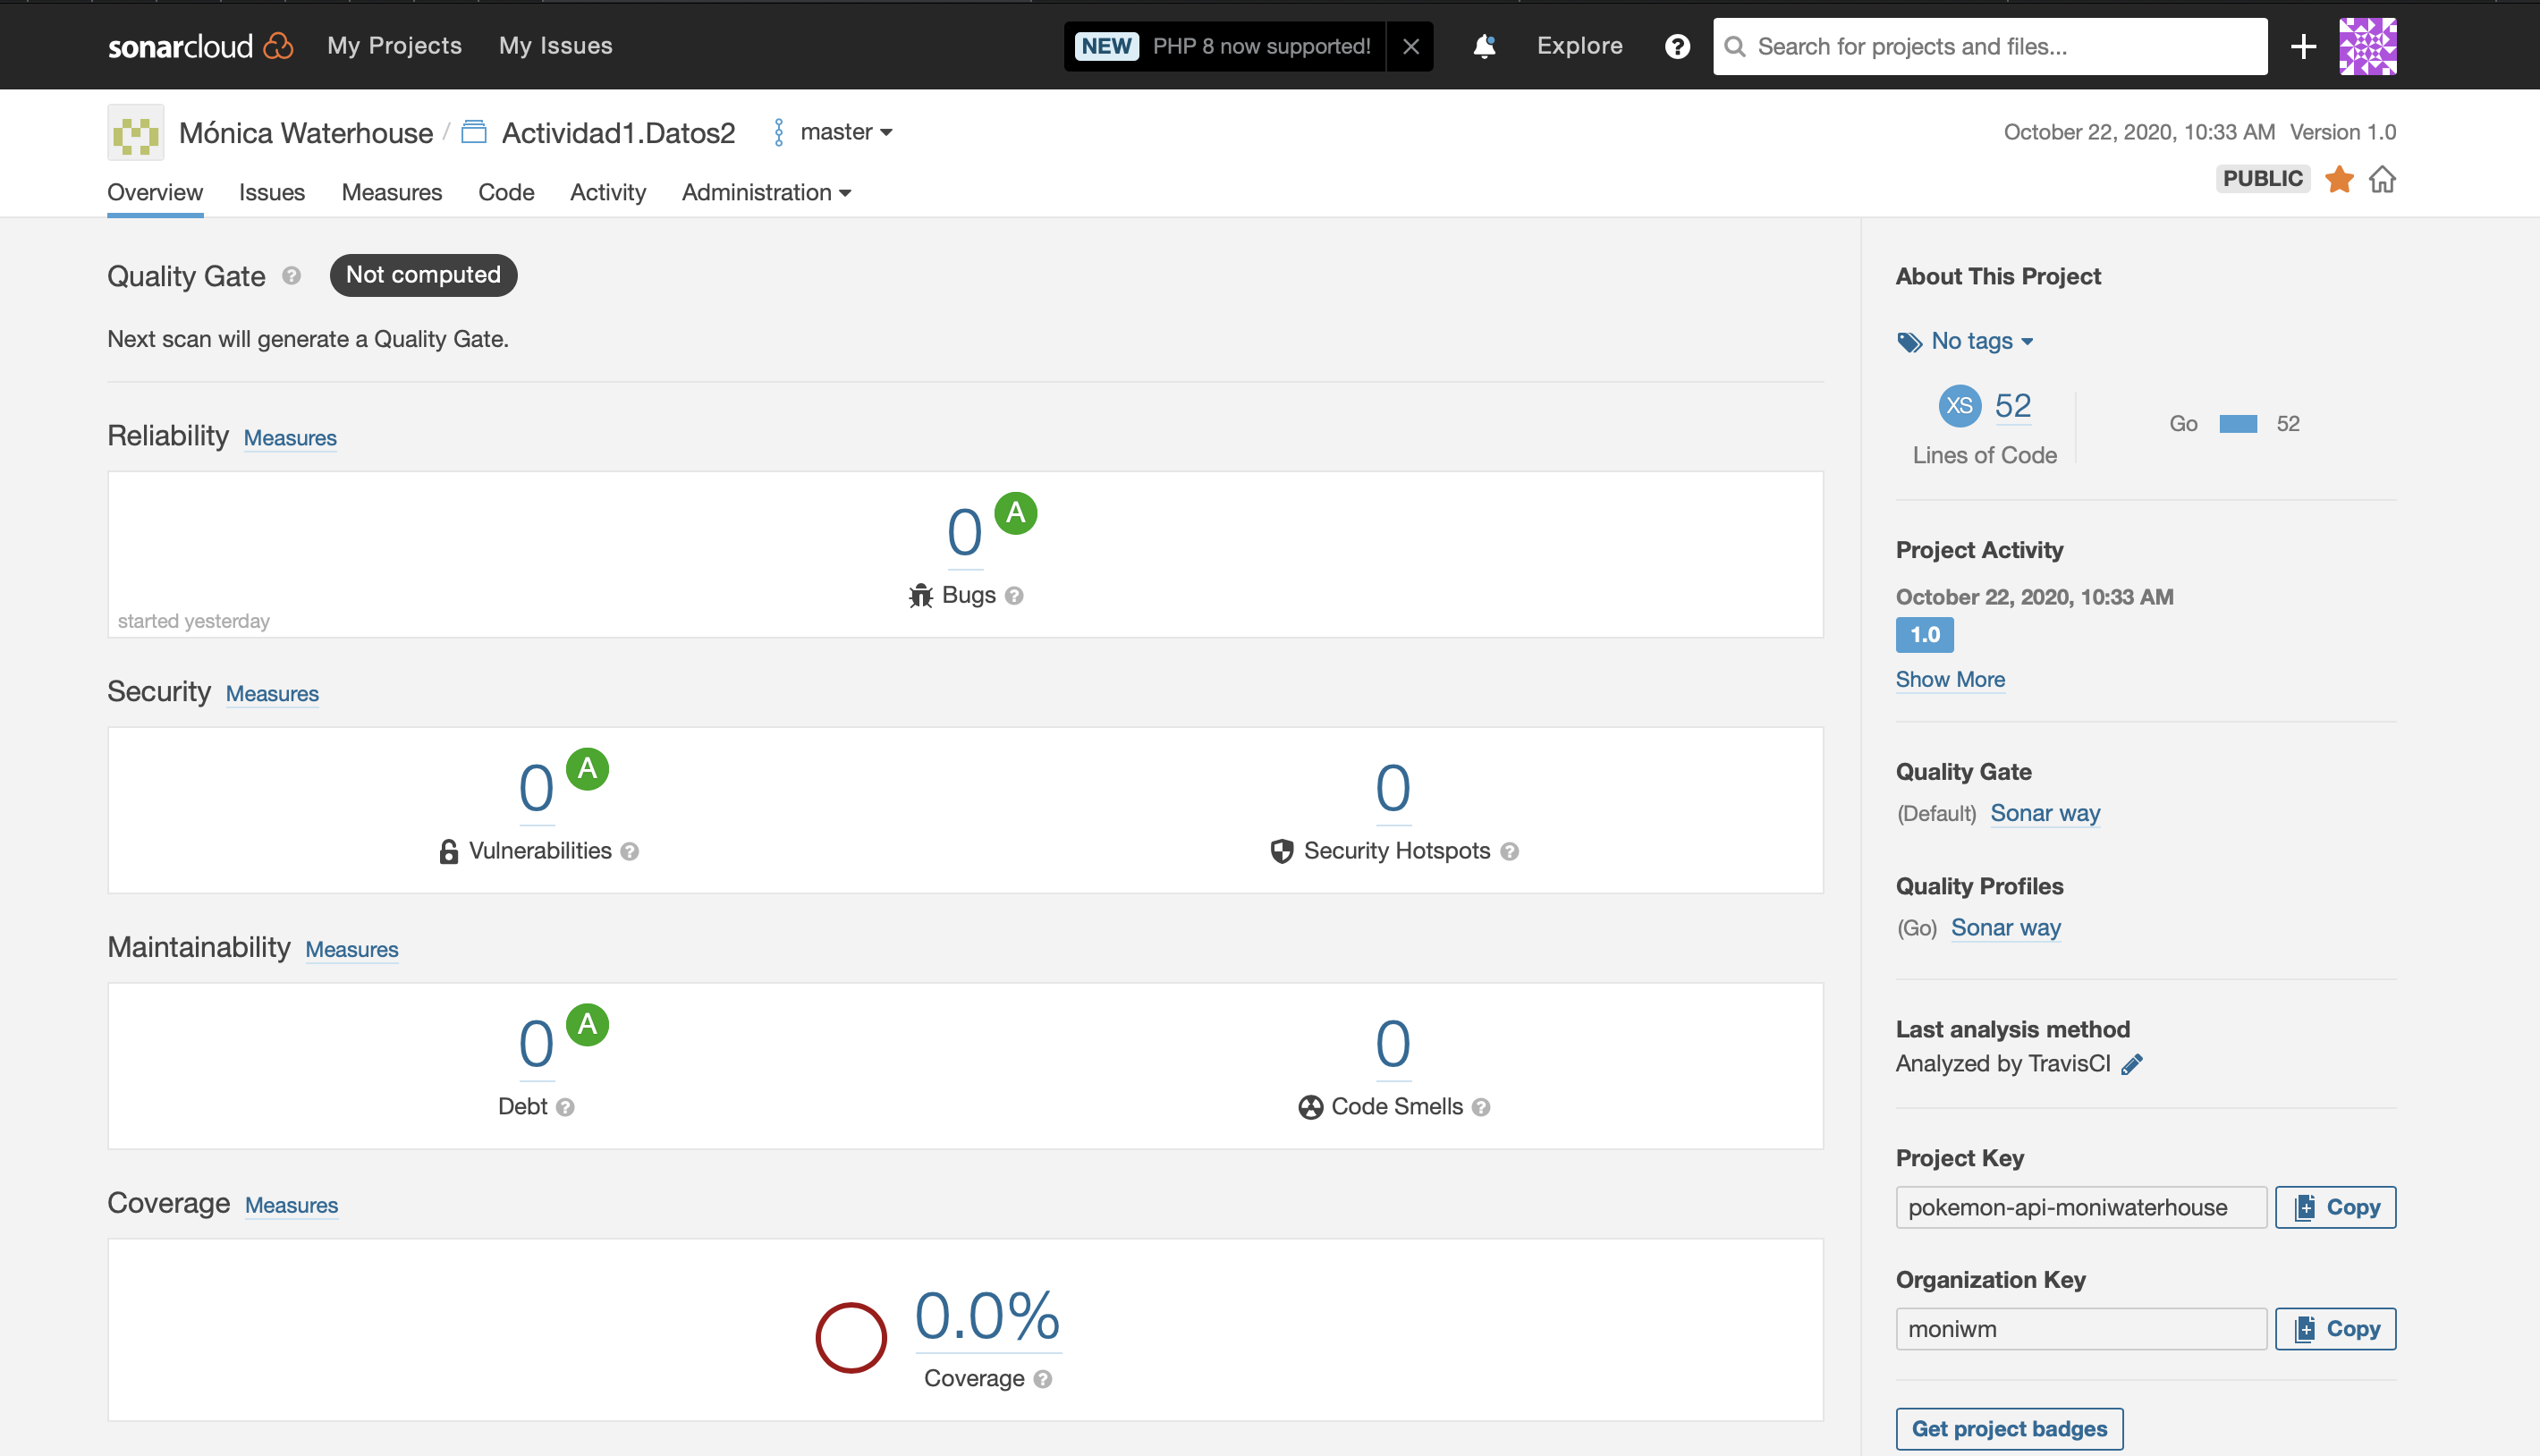 sonarcloud My Projects My Issues NEW PHP 8 now supported! Explore Search for projects and files...
Mónica Waterhouse / Actividad1.Datos2 master October 22, 2020, 10:33 AM Version 1.0
PUBLIC
Overview Issues Measures Code Activity Administration
Quality Gate ? Not computed
Next scan will generate a Quality Gate.
Reliability Measures
0 A
Bugs ?
started yesterday
Security Measures
0 A 0
Vulnerabilities ? Security Hotspots ?
Maintainability Measures
0 A 0
Debt ? Code Smells ?
Coverage Measures
0.0%
Coverage ?
About This Project
No tags
XS 52 Go 52
Lines of Code
Project Activity
October 22, 2020, 10:33 AM
1.0
Show More
Quality Gate
(Default) Sonar way
Quality Profiles
(Go) Sonar way
Last analysis method
Analyzed by TravisCI
Project Key
pokemon-api-moniwaterhouse Copy
Organization Key
moniwm Copy
Get project badges